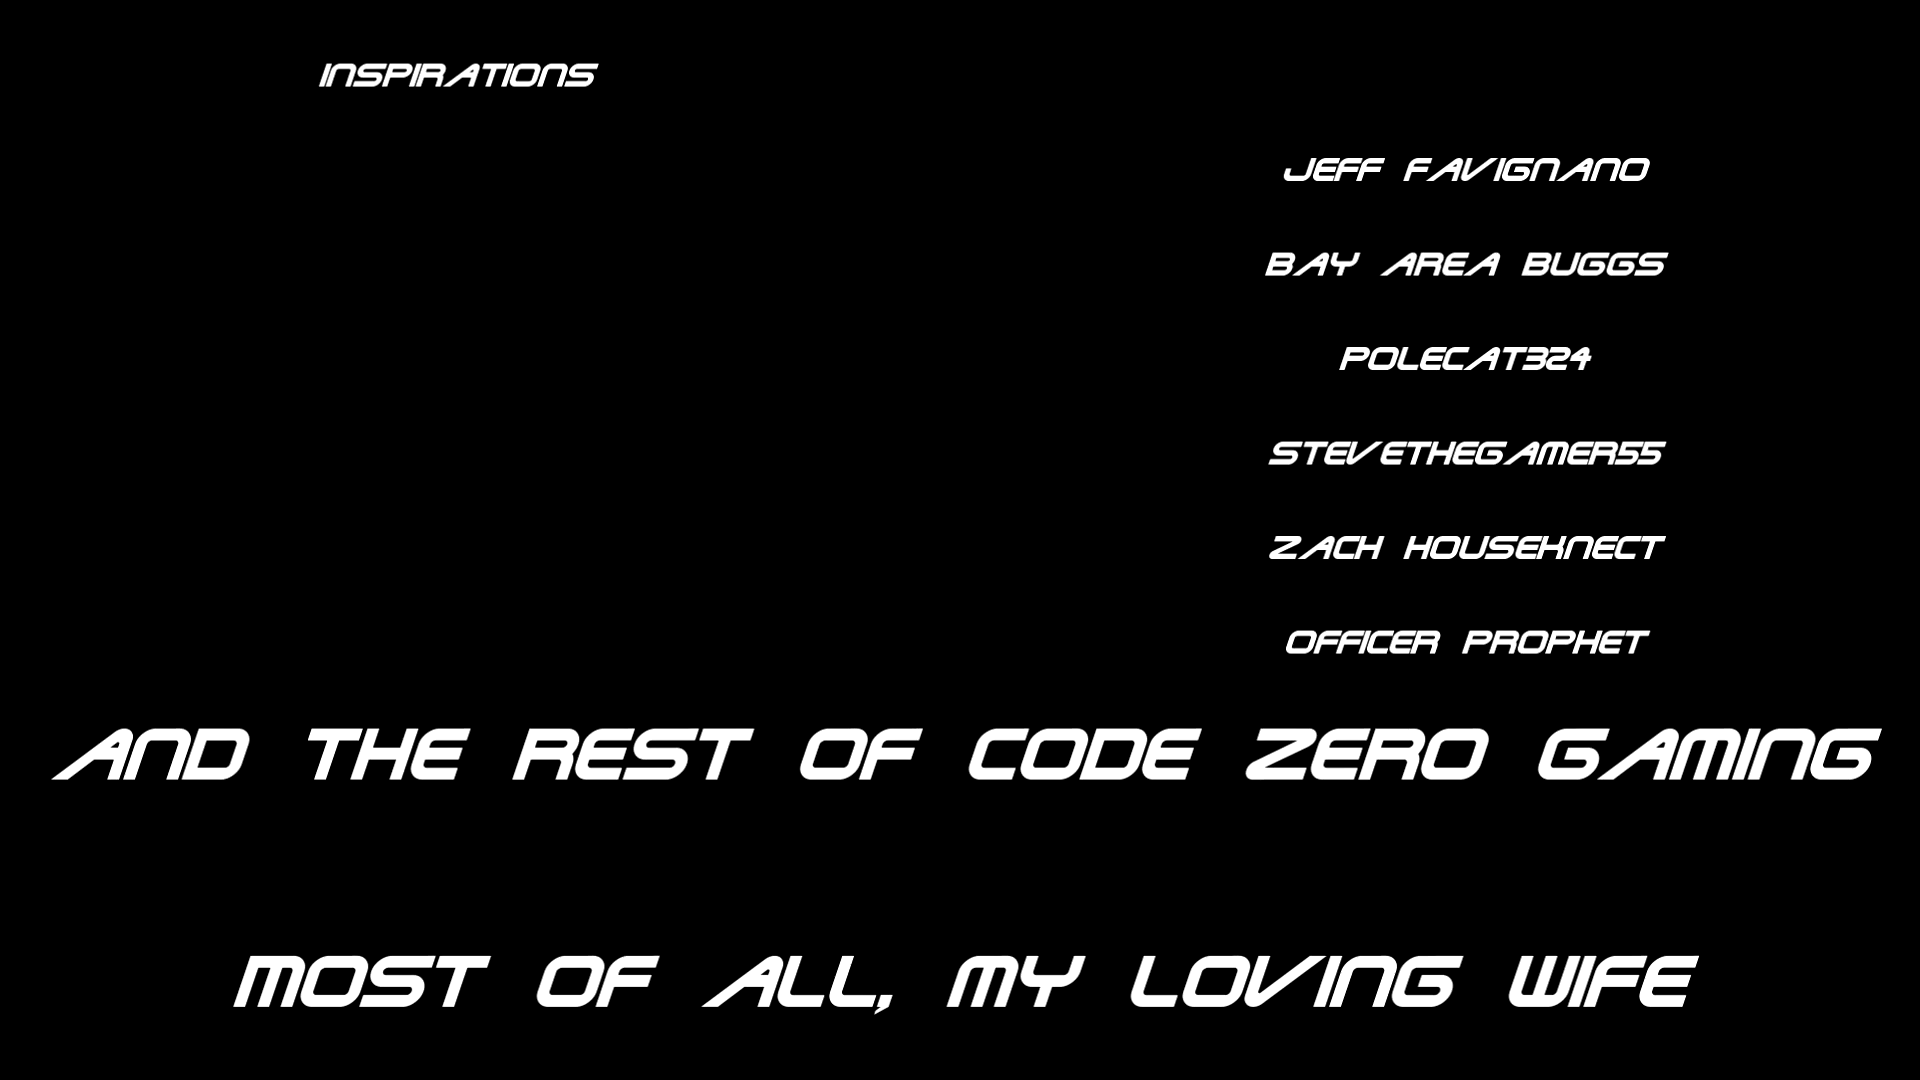 INSPIRATIONS
JEFF FAVIGNANO
BAY AREA BUGGS
POLECAT324
STEVETHEGAMER55
ZACH HOUSEKNECT
OFFICER PROPHET
AND THE REST OF CODE ZERO GAMING
MOST OF ALL, MY LOVING WIFE